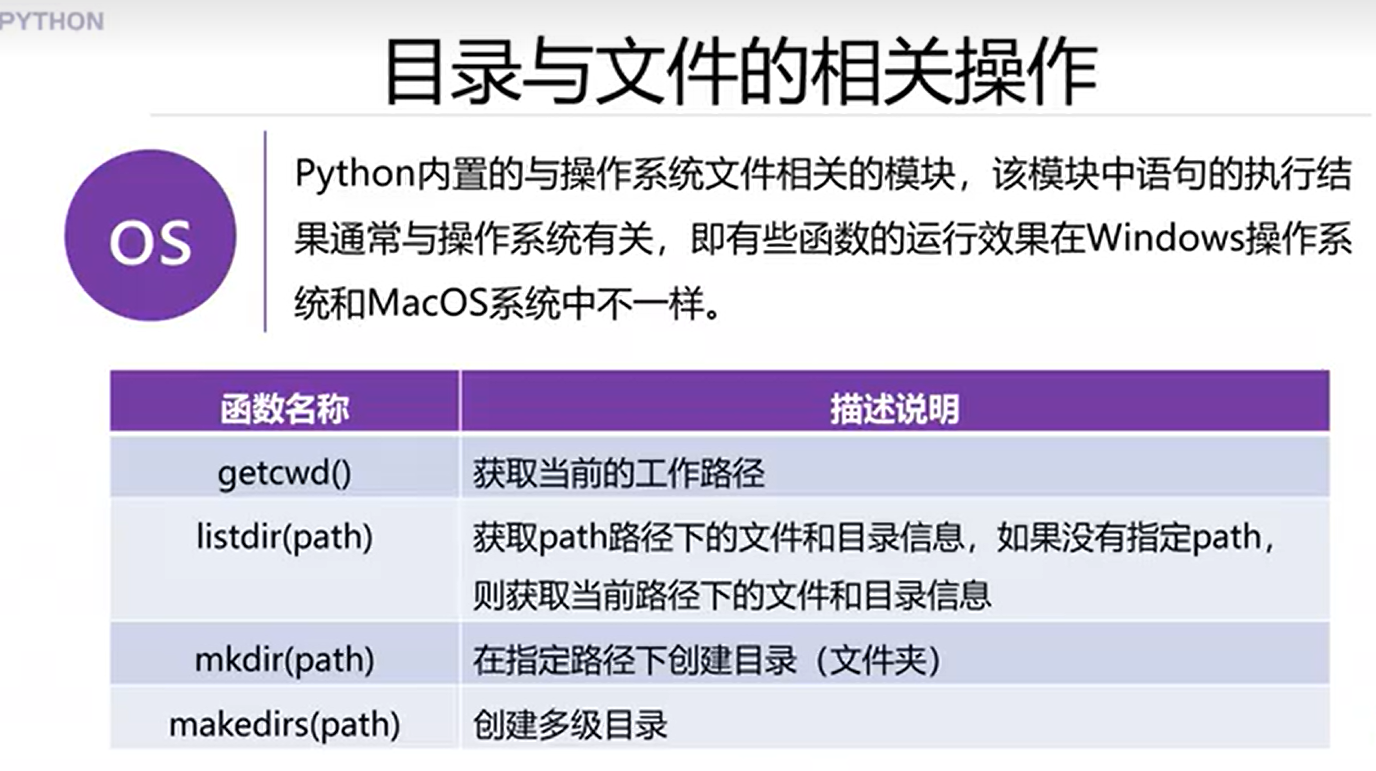 PYTHON
目录与文件的相关操作
OS
Python内置的与操作系统文件相关的模块，该模块中语句的执行结
果通常与操作系统有关，即有些函数的运行效果在Windows操作系
统和MacOS系统中不一样。
函数名称
描述说明
getcwd()
获取当前的工作路径
listdir(path)
获取path路径下的文件和目录信息，如果没有指定path，
则获取当前路径下的文件和目录信息
mkdir(path)
在指定路径下创建目录（文件夹）
makedirs(path)
创建多级目录